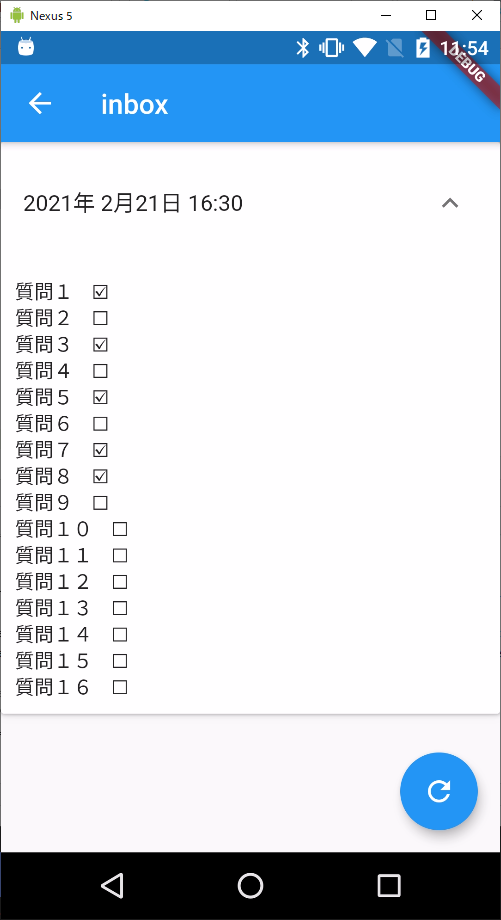 Nexus 5
11:54
DEBUG
inbox
2021年 2月21日 16:30
質問１　☑
質問２　☐
質問３　☑
質問４　☐
質問５　☑
質問６　☐
質問７　☑
質問８　☑
質問９　☐
質問１０　☐
質問１１　☐
質問１２　☐
質問１３　☐
質問１４　☐
質問１５　☐
質問１６　☐